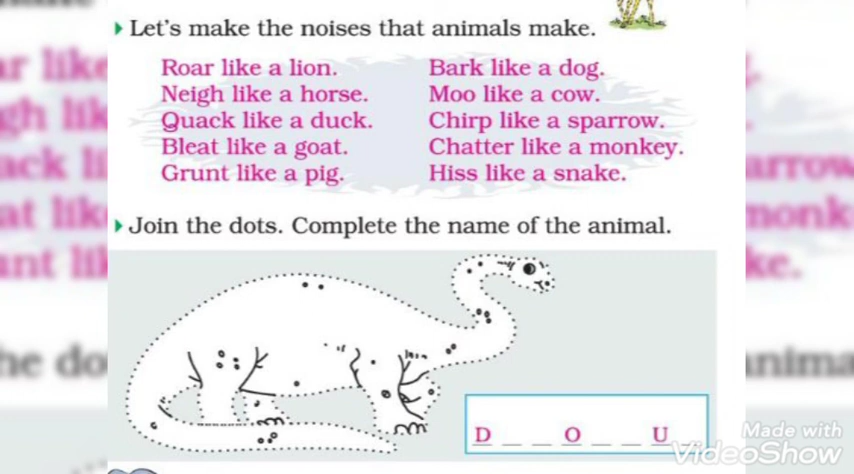 Let's make the noises that animals make.
Roar like a lion.
Neigh like a horse.
Quack like a duck.
Bleat like a goat.
Grunt like a pig.
Bark like a dog.
Moo like a cow.
Chirp like a sparrow.
Chatter like a monkey.
Hiss like a snake.
Join the dots. Complete the name of the animal.
D _ _ O _ _ U _
Made with
VideoShow